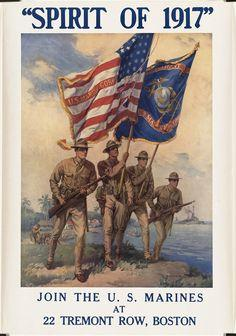 "SPIRIT OF 1917"
JOIN THE U. S. MARINES
AT
22 TREMONT ROW, BOSTON